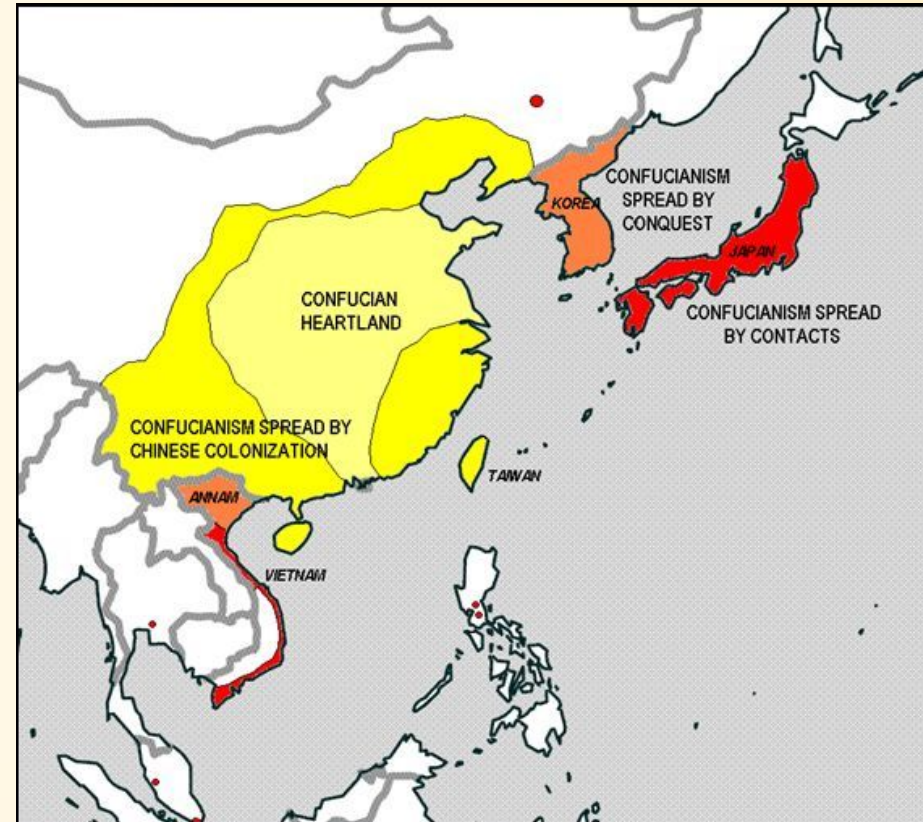 KOREA
CONFUCIANISM
SPREAD BY
CONQUEST
JAPAN
CONFUCIANISM SPREAD
BY CONTACTS
CONFUCIAN
HEARTLAND
CONFUCIANISM SPREAD BY
CHINESE COLONIZATION
TAIWAN
ANNAM
VIETNAM